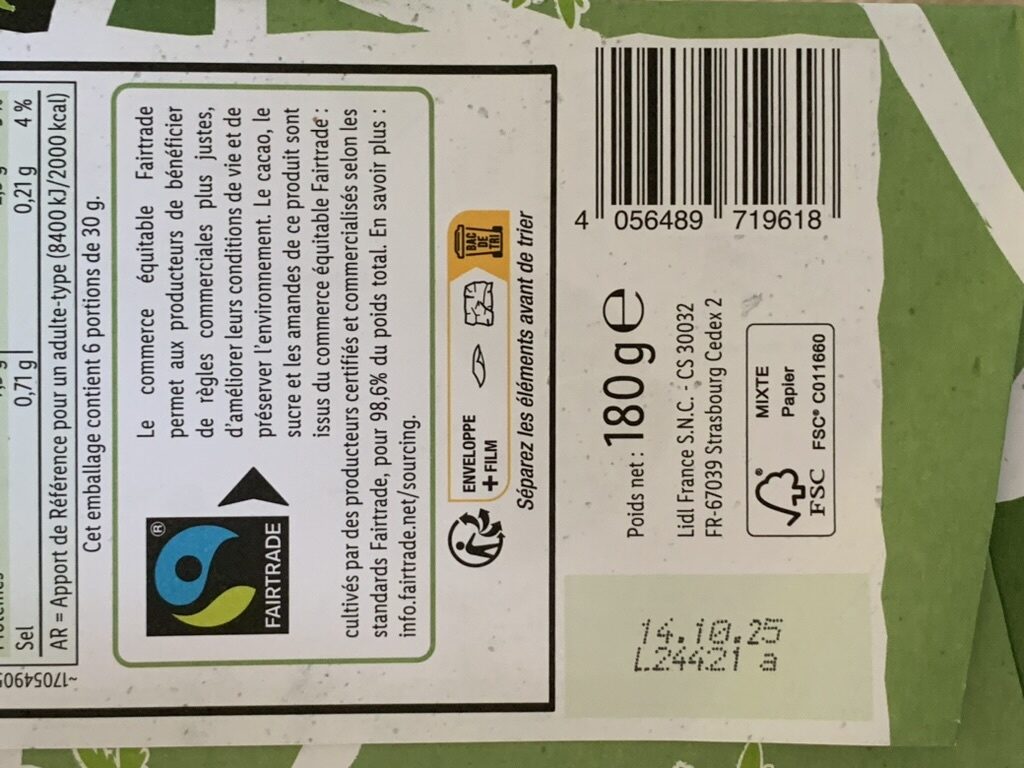 Sel 0,71 g 0,21 g 4 %
AR = Apport de Référence pour un adulte-type (8400 kJ/2000 kcal)
Cet emballage contient 6 portions de 30 g.
Le commerce équitable Fairtrade
permet aux producteurs de bénéficier
de règles commerciales plus justes,
d'améliorer leurs conditions de vie et de
préserver l'environnement. Le cacao, le
sucre et les amandes de ce produit sont
issus du commerce équitable Fairtrade :
cultivés par des producteurs certifiés et commercialisés selon les
standards Fairtrade, pour 98,6% du poids total. En savoir plus :
info.fairtrade.net/sourcing.
®
FAIRTRADE
ENVELOPPE
+ FILM
BAC
DE
TRI
Séparez les éléments avant de trier
Poids net : 180 g e
Lidl France S.N.C. - CS 30032
FR-67039 Strasbourg Cedex 2
FSC®
MIXTE
Papier
FSC® C011660
4 056489 719618
14.10.25
L24421 a